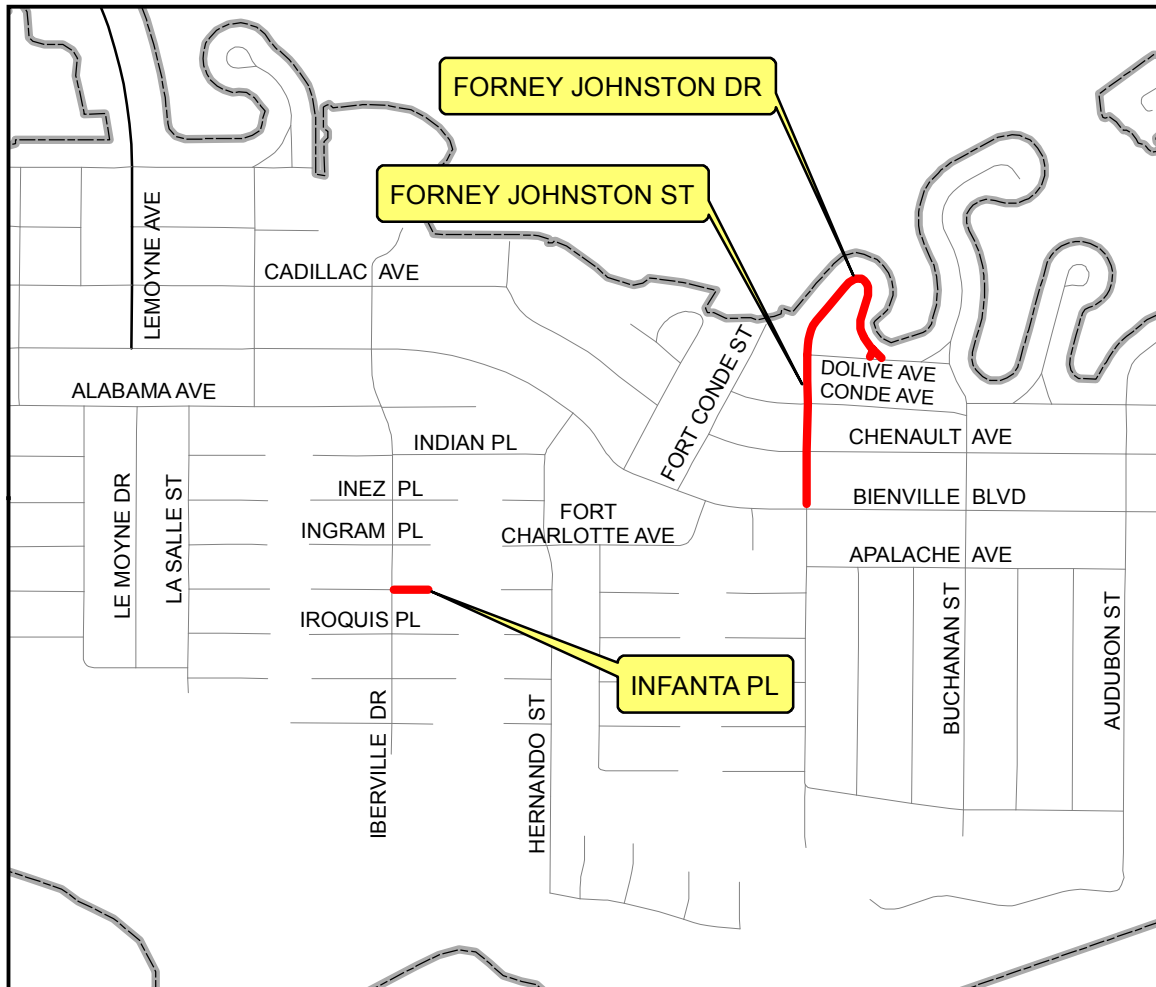 FORNEY JOHNSTON DR
FORNEY JOHNSTON ST
LEMOYNE AVE
CADILLAC AVE
FORT CONDE ST
DOLIVE AVE
CONDE AVE
ALABAMA AVE
CHENAULT AVE
INDIAN PL
LE MOYNE DR
LA SALLE ST
INEZ PL
BIENVILLE BLVD
FORT
CHARLOTTE AVE
INGRAM PL
APALACHE AVE
IROQUIS PL
BUCHANAN ST
AUDUBON ST
INFANTA PL
IBERVILLE DR
HERNANDO ST